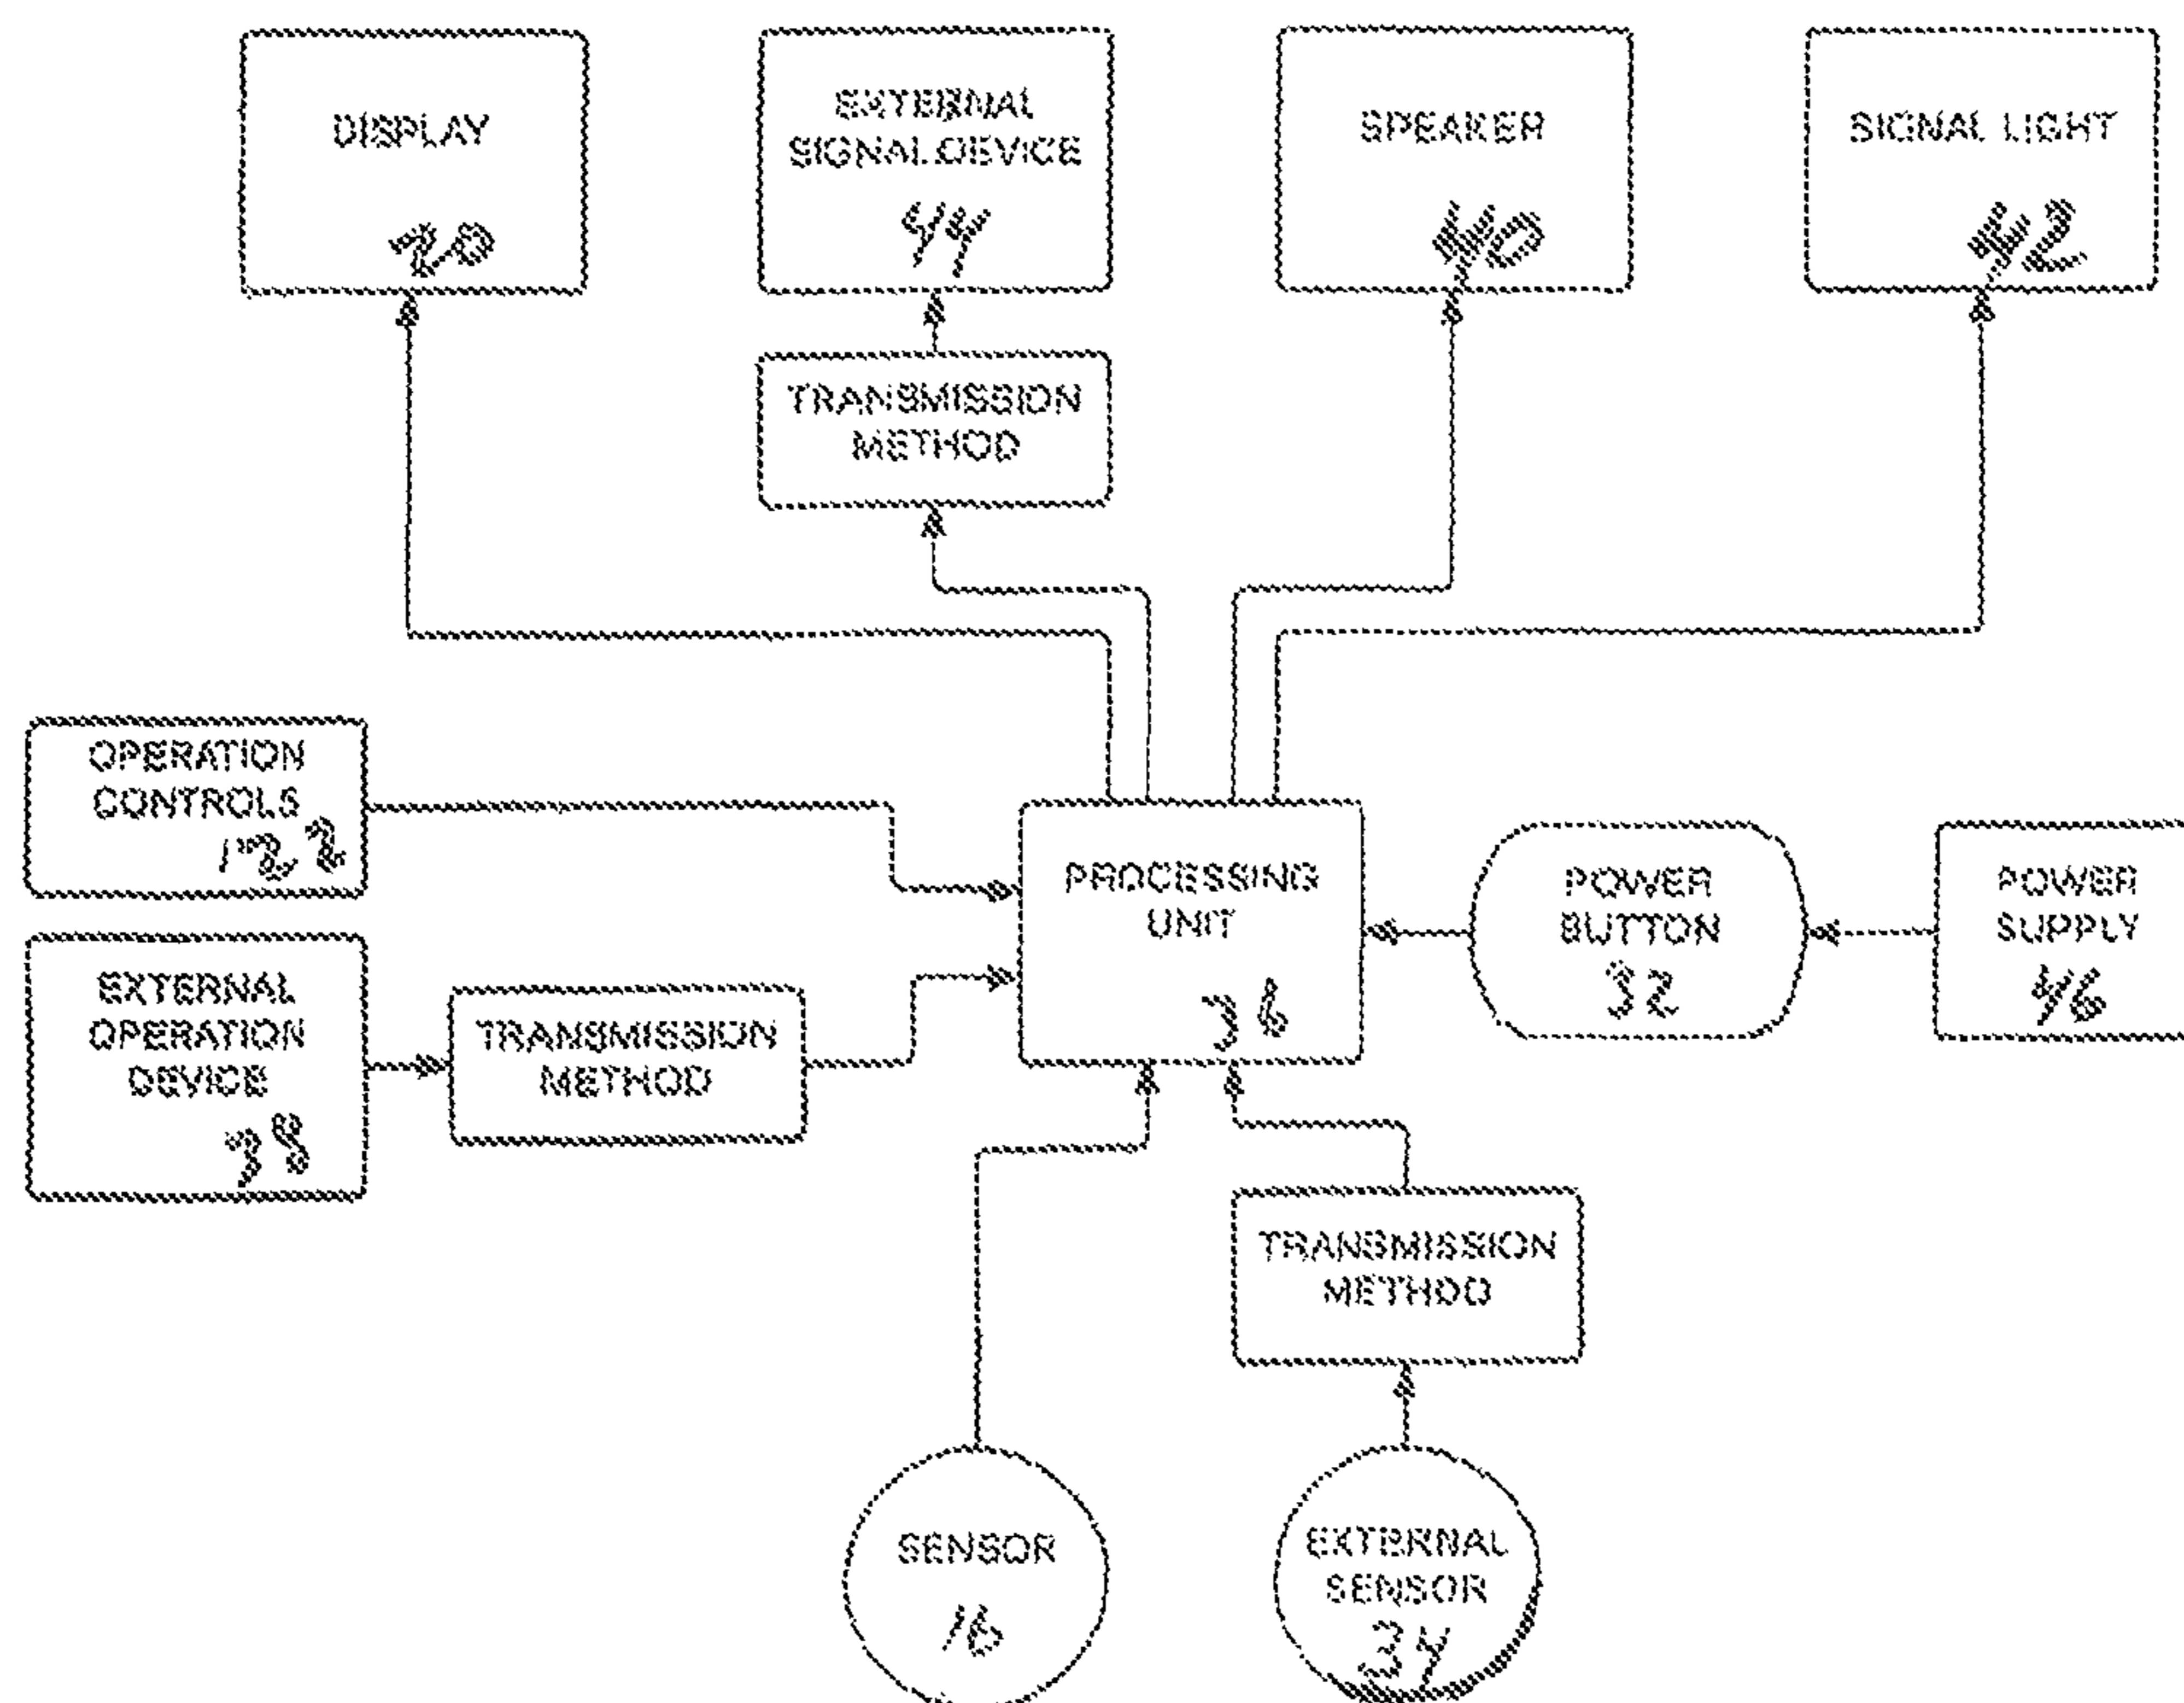 DISPLAY
20
EXTERNAL
SIGNAL DEVICE
44
SPEAKER
40
SIGNAL LIGHT
42
TRANSMISSION
METHOD
OPERATION
CONTROLS
PROCESSING
UNIT
36
POWER
BUTTON
32
POWER
SUPPLY
46
EXTERNAL
OPERATION
DEVICE
38
TRANSMISSION
METHOD
TRANSMISSION
METHOD
SENSOR
16
EXTERNAL
SENSOR
34